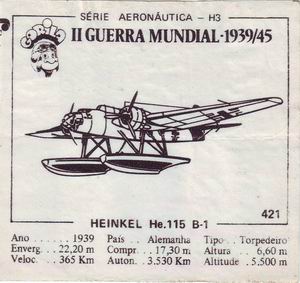 SÉRIE AERONÁUTICA - H3
GORILA
II GUERRA MUNDIAL-1939/45
421
HEINKEL He.115 B-1
Ano ...... 1939 País .. Alemanha Tipo.. Torpedeiro
Enverg. ... 22,20 m Compr. .. 17,30 m Altura ... 6,60 m
Veloc. .... 365 Km Auton. 3.530 Km Altitude . 5.500 m